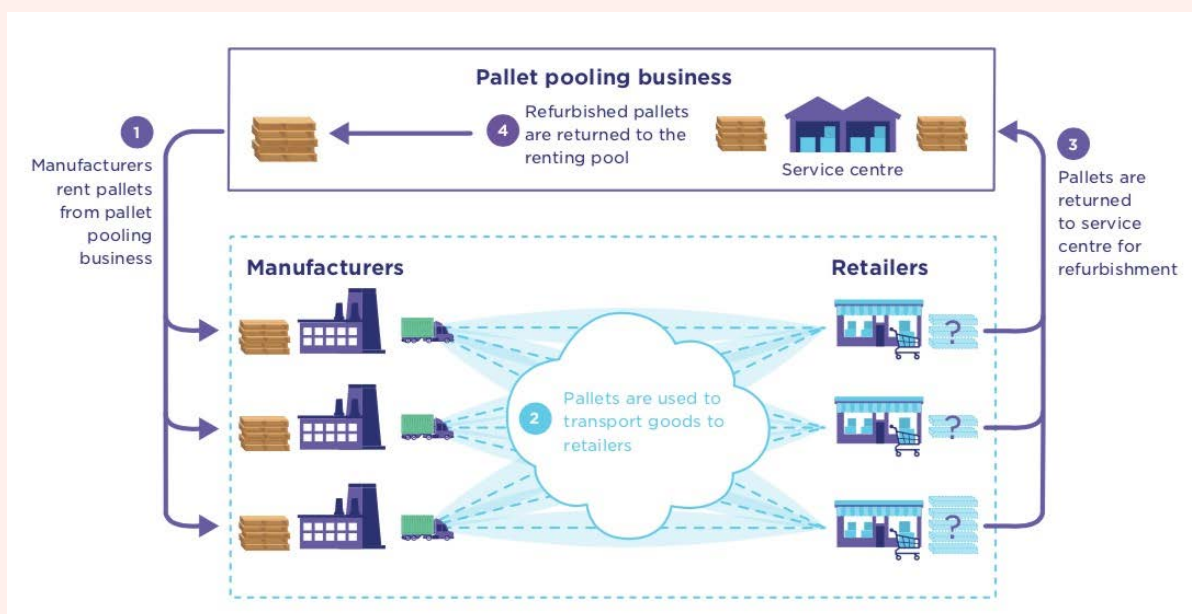 Pallet pooling business
1
Manufacturers
rent pallets
from pallet
pooling
business
4
Refurbished pallets
are returned to the
renting pool
Service centre
3
Pallets are
returned
to service
centre for
refurbishment
Manufacturers
Retailers
2
Pallets are used to
transport goods to
retailers
?
?
?